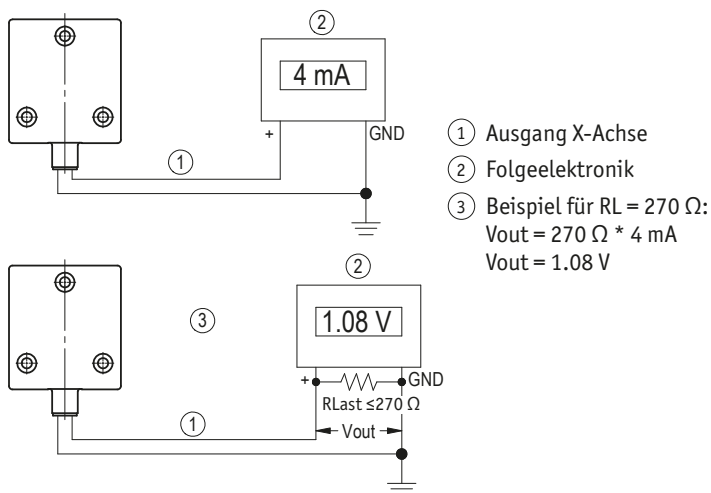 ②
4 mA
+
GND
①
① Ausgang X-Achse
② Folgeelektronik
③ Beispiel für RL = 270 Ω:
Vout = 270 Ω * 4 mA
Vout = 1.08 V
②
③
1.08 V
+
GND
RLast ≤270 Ω
①
Vout